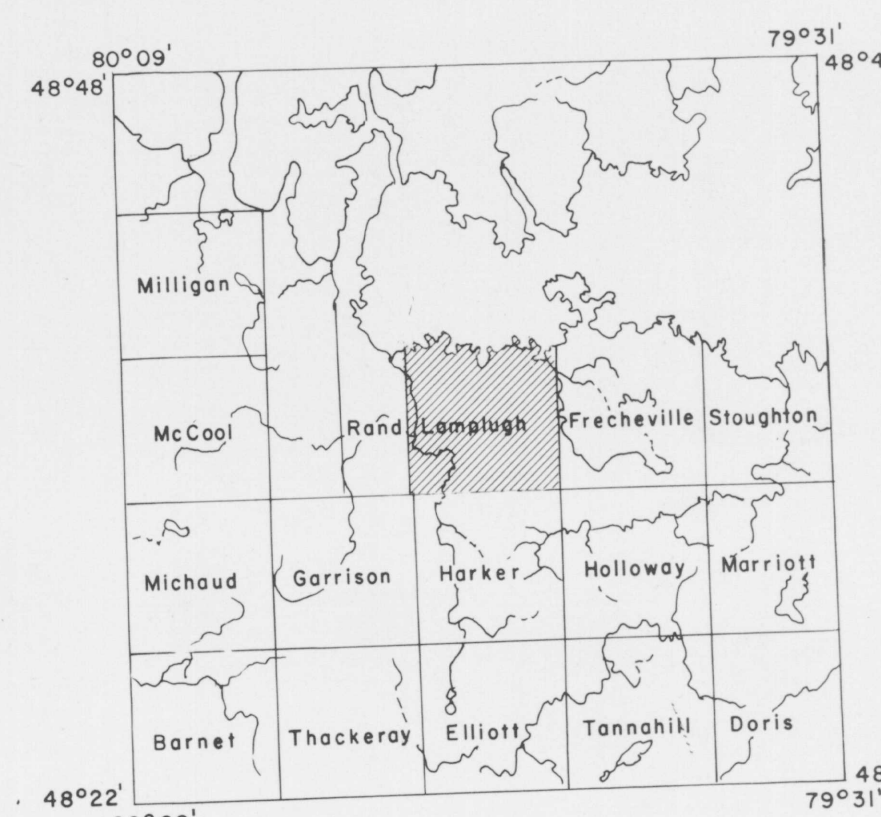 80°09' 79°31'
48°48' 48°4
Milligan
McCool Rand Lamplugh Frecheville Stoughton
Michaud Garrison Harker Holloway Marriott
Barnet Thackeray Elliott Tannahill Doris
48°22' 48
79°31'